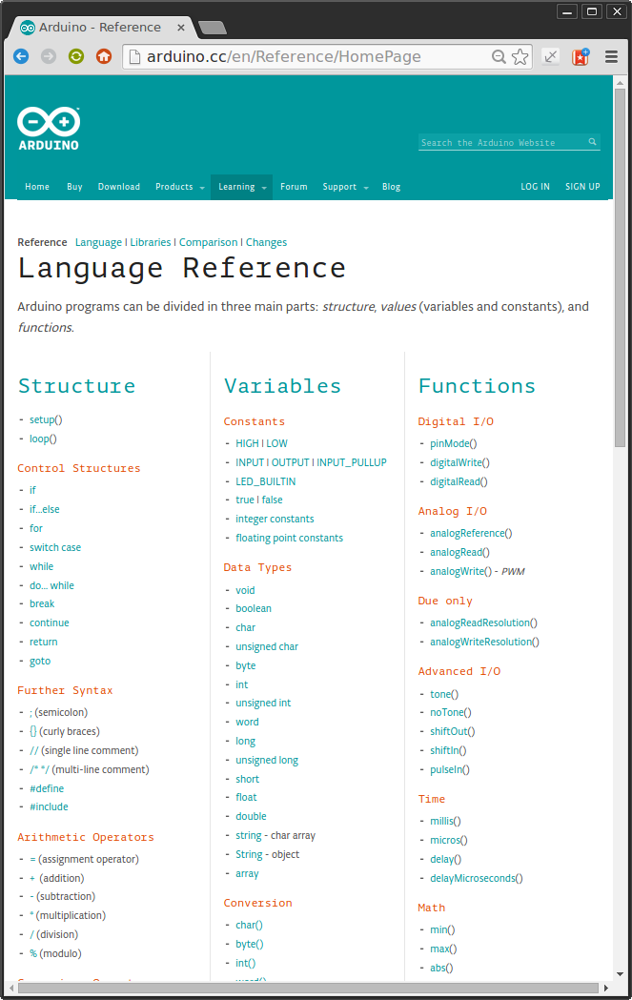 Arduino - Reference
arduino.cc/en/Reference/HomePage
ARDUINO
Search the Arduino Website
Home Buy Download Products Learning Forum Support Blog LOG IN SIGN UP
Reference Language | Libraries | Comparison | Changes
Language Reference
Arduino programs can be divided in three main parts: structure, values (variables and constants), and
functions.
Structure
- setup()
- loop()
Control Structures
- if
- if...else
- for
- switch case
- while
- do... while
- break
- continue
- return
- goto
Further Syntax
- ; (semicolon)
- {} (curly braces)
- // (single line comment)
- /* */ (multi-line comment)
- #define
- #include
Arithmetic Operators
- = (assignment operator)
- + (addition)
- - (subtraction)
- * (multiplication)
- / (division)
- % (modulo)
Variables
Constants
- HIGH | LOW
- INPUT | OUTPUT | INPUT_PULLUP
- LED_BUILTIN
- true | false
- integer constants
- floating point constants
Data Types
- void
- boolean
- char
- unsigned char
- byte
- int
- unsigned int
- word
- long
- unsigned long
- short
- float
- double
- string - char array
- String - object
- array
Conversion
- char()
- byte()
- int()
- word()
Functions
Digital I/O
- pinMode()
- digitalWrite()
- digitalRead()
Analog I/O
- analogReference()
- analogRead()
- analogWrite() - PWM
Due only
- analogReadResolution()
- analogWriteResolution()
Advanced I/O
- tone()
- noTone()
- shiftOut()
- shiftIn()
- pulseIn()
Time
- millis()
- micros()
- delay()
- delayMicroseconds()
Math
- min()
- max()
- abs()